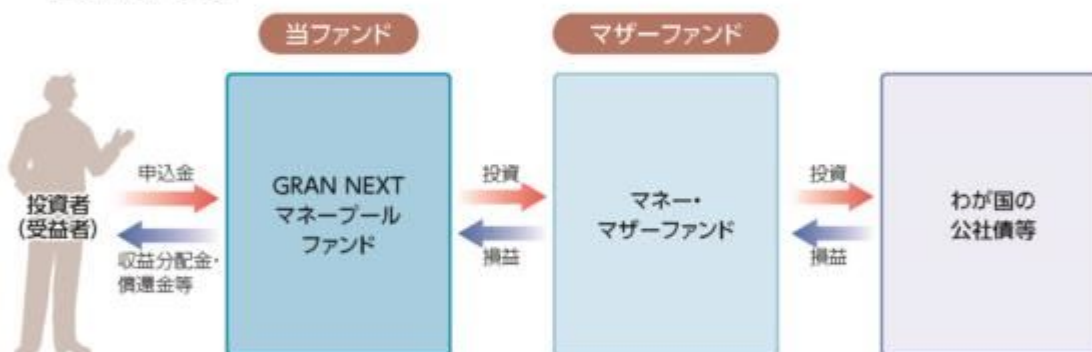 当ファンド
マザーファンド
投資者
(受益者)
申込金
収益分配金・
償還金等
GRAN NEXT
マネープール
ファンド
投資
損益
マネー・
マザーファンド
投資
損益
わが国の
公社債等